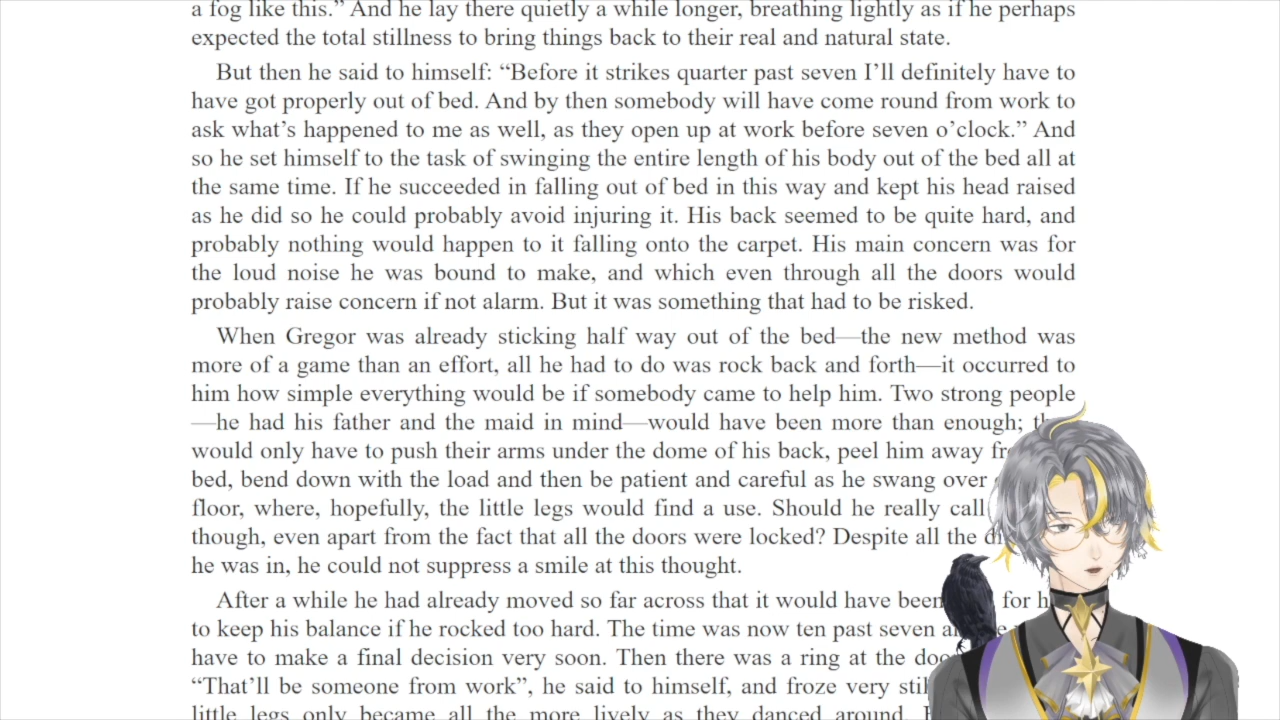 a fog like this.” And he lay there quietly a while longer, breathing lightly as if he perhaps
expected the total stillness to bring things back to their real and natural state.
But then he said to himself: “Before it strikes quarter past seven I’ll definitely have to
have got properly out of bed. And by then somebody will have come round from work to
ask what’s happened to me as well, as they open up at work before seven o’clock.” And
so he set himself to the task of swinging the entire length of his body out of the bed all at
the same time. If he succeeded in falling out of bed in this way and kept his head raised
as he did so he could probably avoid injuring it. His back seemed to be quite hard, and
probably nothing would happen to it falling onto the carpet. His main concern was for
the loud noise he was bound to make, and which even through all the doors would
probably raise concern if not alarm. But it was something that had to be risked.
When Gregor was already sticking half way out of the bed—the new method was
more of a game than an effort, all he had to do was rock back and forth—it occurred to
him how simple everything would be if somebody came to help him. Two strong people
—he had his father and the maid in mind—would have been more than enough;
would only have to push their arms under the dome of his back, peel him away
bed, bend down with the load and then be patient and careful as he swang over
floor, where, hopefully, the little legs would find a use. Should he really call
though, even apart from the fact that all the doors were locked? Despite all the
he was in, he could not suppress a smile at this thought.
After a while he had already moved so far across that it would have been for
to keep his balance if he rocked too hard. The time was now ten past seven
have to make a final decision very soon. Then there was a ring at the
“That’ll be someone from work”, he said to himself, and froze very
little legs only became all the more lively as they danced around.